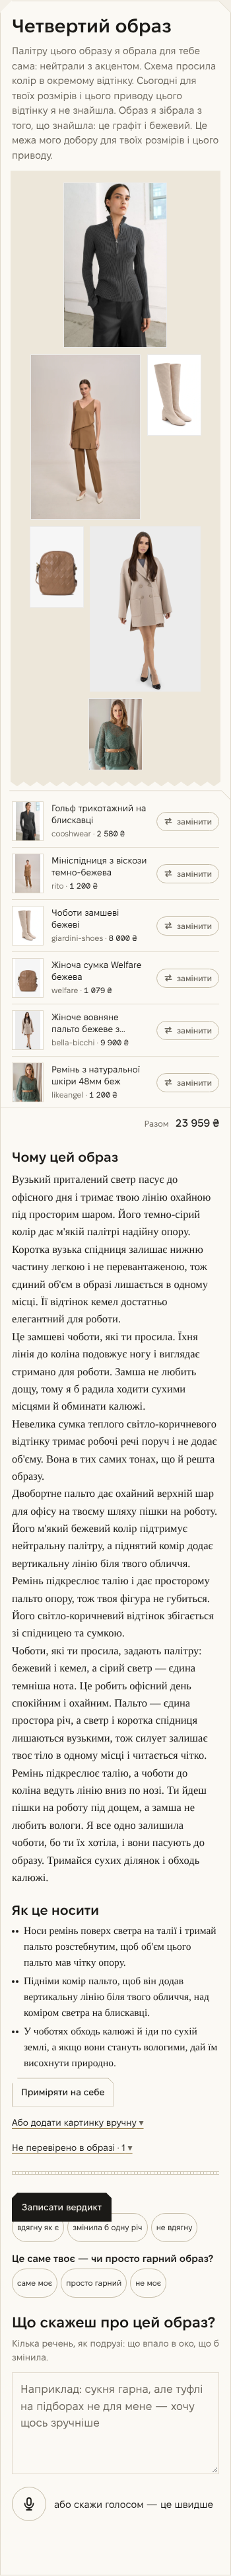 Четвертий образ
Палітру цього образу я обрала для тебе
сама: нейтрали з акцентом. Схема просила
колір в окремому відтінку. Сьогодні для
твоїх розмірів і цього приводу цього
відтінку я не знайшла. Образ я зібрала з
того, що знайшла: це графіт і бежевий. Це
межа мого добору для твоїх розмірів і цього
приводу.
Гольф трикотажний на
блискавці
cooshwear · 2 580 ₴
⇄ замінити
Мініспідниця з віскози
темно-бежева
rito · 1 200 ₴
⇄ замінити
Чоботи замшеві
бежеві
giardini-shoes · 8 000 ₴
⇄ замінити
Жіноча сумка Welfare
бежева
welfare · 1 079 ₴
⇄ замінити
Жіноче вовняне
пальто бежеве з...
bella-bicchi · 9 900 ₴
⇄ замінити
Ремінь з натуральної
шкіри 48мм беж
likeangel · 1 200 ₴
⇄ замінити
Разом 23 959 ₴
Чому цей образ
Вузький приталений светр пасує до
офісного дня і тримає твою лінію охайною
під просторим шаром. Його темно-сірий
колір дає м'якій палітрі надійну опору.
Коротка вузька спідниця залишає нижню
частину легкою і не перевантаженою, тож
єдиний об'єм в образі лишається в одному
місці. Її відтінок кемел достатньо
елегантний для роботи.
Це замшеві чоботи, які ти просила. Їхня
лінія до коліна подовжує ногу і виглядає
стримано для роботи. Замша не любить
дощу, тому я б радила ходити сухими
місцями й обминати калюжі.
Невелика сумка теплого світло-коричневого
відтінку тримає робочі речі поруч і не додає
об'єму. Вона в тих самих тонах, що й решта
образу.
Двобортне пальто дає охайний верхній шар
для офісу на твоєму шляху пішки на роботу.
Його м'який бежевий колір підтримує
нейтральну палітру, а піднятий комір додає
вертикальну лінію біля твого обличчя.
Ремінь підкреслює талію і дає просторому
пальто опору, тож твоя фігура не губиться.
Його світло-коричневий відтінок збігається
зі спідницею та сумкою.
Чоботи, які ти просила, задають палітру:
бежевий і кемел, а сірий светр — єдина
темніша нота. Це робить офісний день
спокійним і охайним. Пальто — єдина
простора річ, а светр і коротка спідниця
лишаються вузькими, тож силует залишає
твоє тіло в одному місці і читається чітко.
Ремінь підкреслює талію, а чоботи до
коліна ведуть лінію вниз по нозі. Ти йдеш
пішки на роботу під дощем, а замша не
любить вологи. Я все одно залишила
чоботи, бо ти їх хотіла, і вони пасують до
образу. Тримайся сухих ділянок і обходь
калюжі.
Як це носити
Носи ремінь поверх светра на талії і тримай
пальто розстебнутим, щоб об'єм цього
пальто мав чітку опору.
Підніми комір пальто, щоб він додав
вертикальну лінію біля твого обличчя, над
коміром светра на блискавці.
У чоботях обходь калюжі й іди по сухій
землі, а якщо вони стануть вологими, дай їм
висохнути природно.
Приміряти на себе
Або додати картинку вручну ▾
Не перевірено в образі · 1 ▾
Записати вердикт
вдягну як є
змінила б одну річ
не вдягну
Це саме твоє — чи просто гарний образ?
саме моє
просто гарний
не моє
Що скажеш про цей образ?
Кілька речень, як подрузі: що впало в око, що б
змінила.
Наприклад: сукня гарна, але туфлі
на підборах не для мене — хочу
щось зручніше
або скажи голосом — це швидше